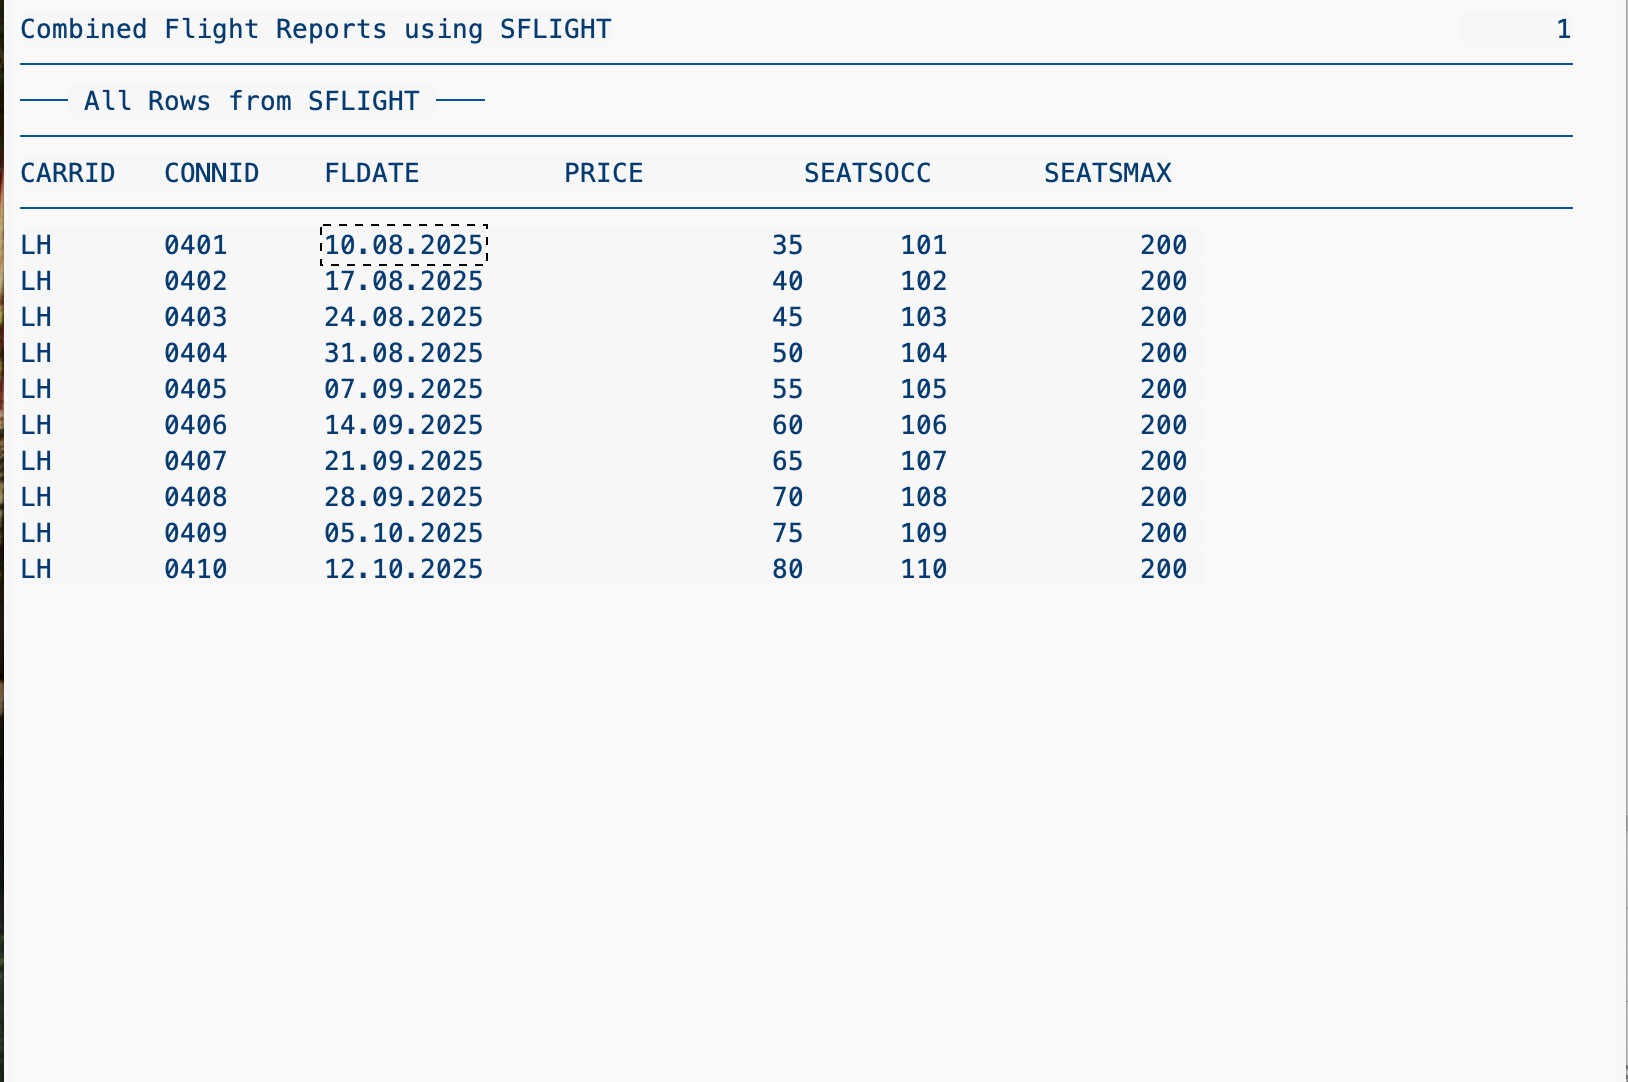 Combined Flight Reports using SFLIGHT 1
All Rows from SFLIGHT
CARRID CONNID FLDATE PRICE SEATSOCC SEATSMAX
LH 0401 10.08.2025 35 101 200
LH 0402 17.08.2025 40 102 200
LH 0403 24.08.2025 45 103 200
LH 0404 31.08.2025 50 104 200
LH 0405 07.09.2025 55 105 200
LH 0406 14.09.2025 60 106 200
LH 0407 21.09.2025 65 107 200
LH 0408 28.09.2025 70 108 200
LH 0409 05.10.2025 75 109 200
LH 0410 12.10.2025 80 110 200